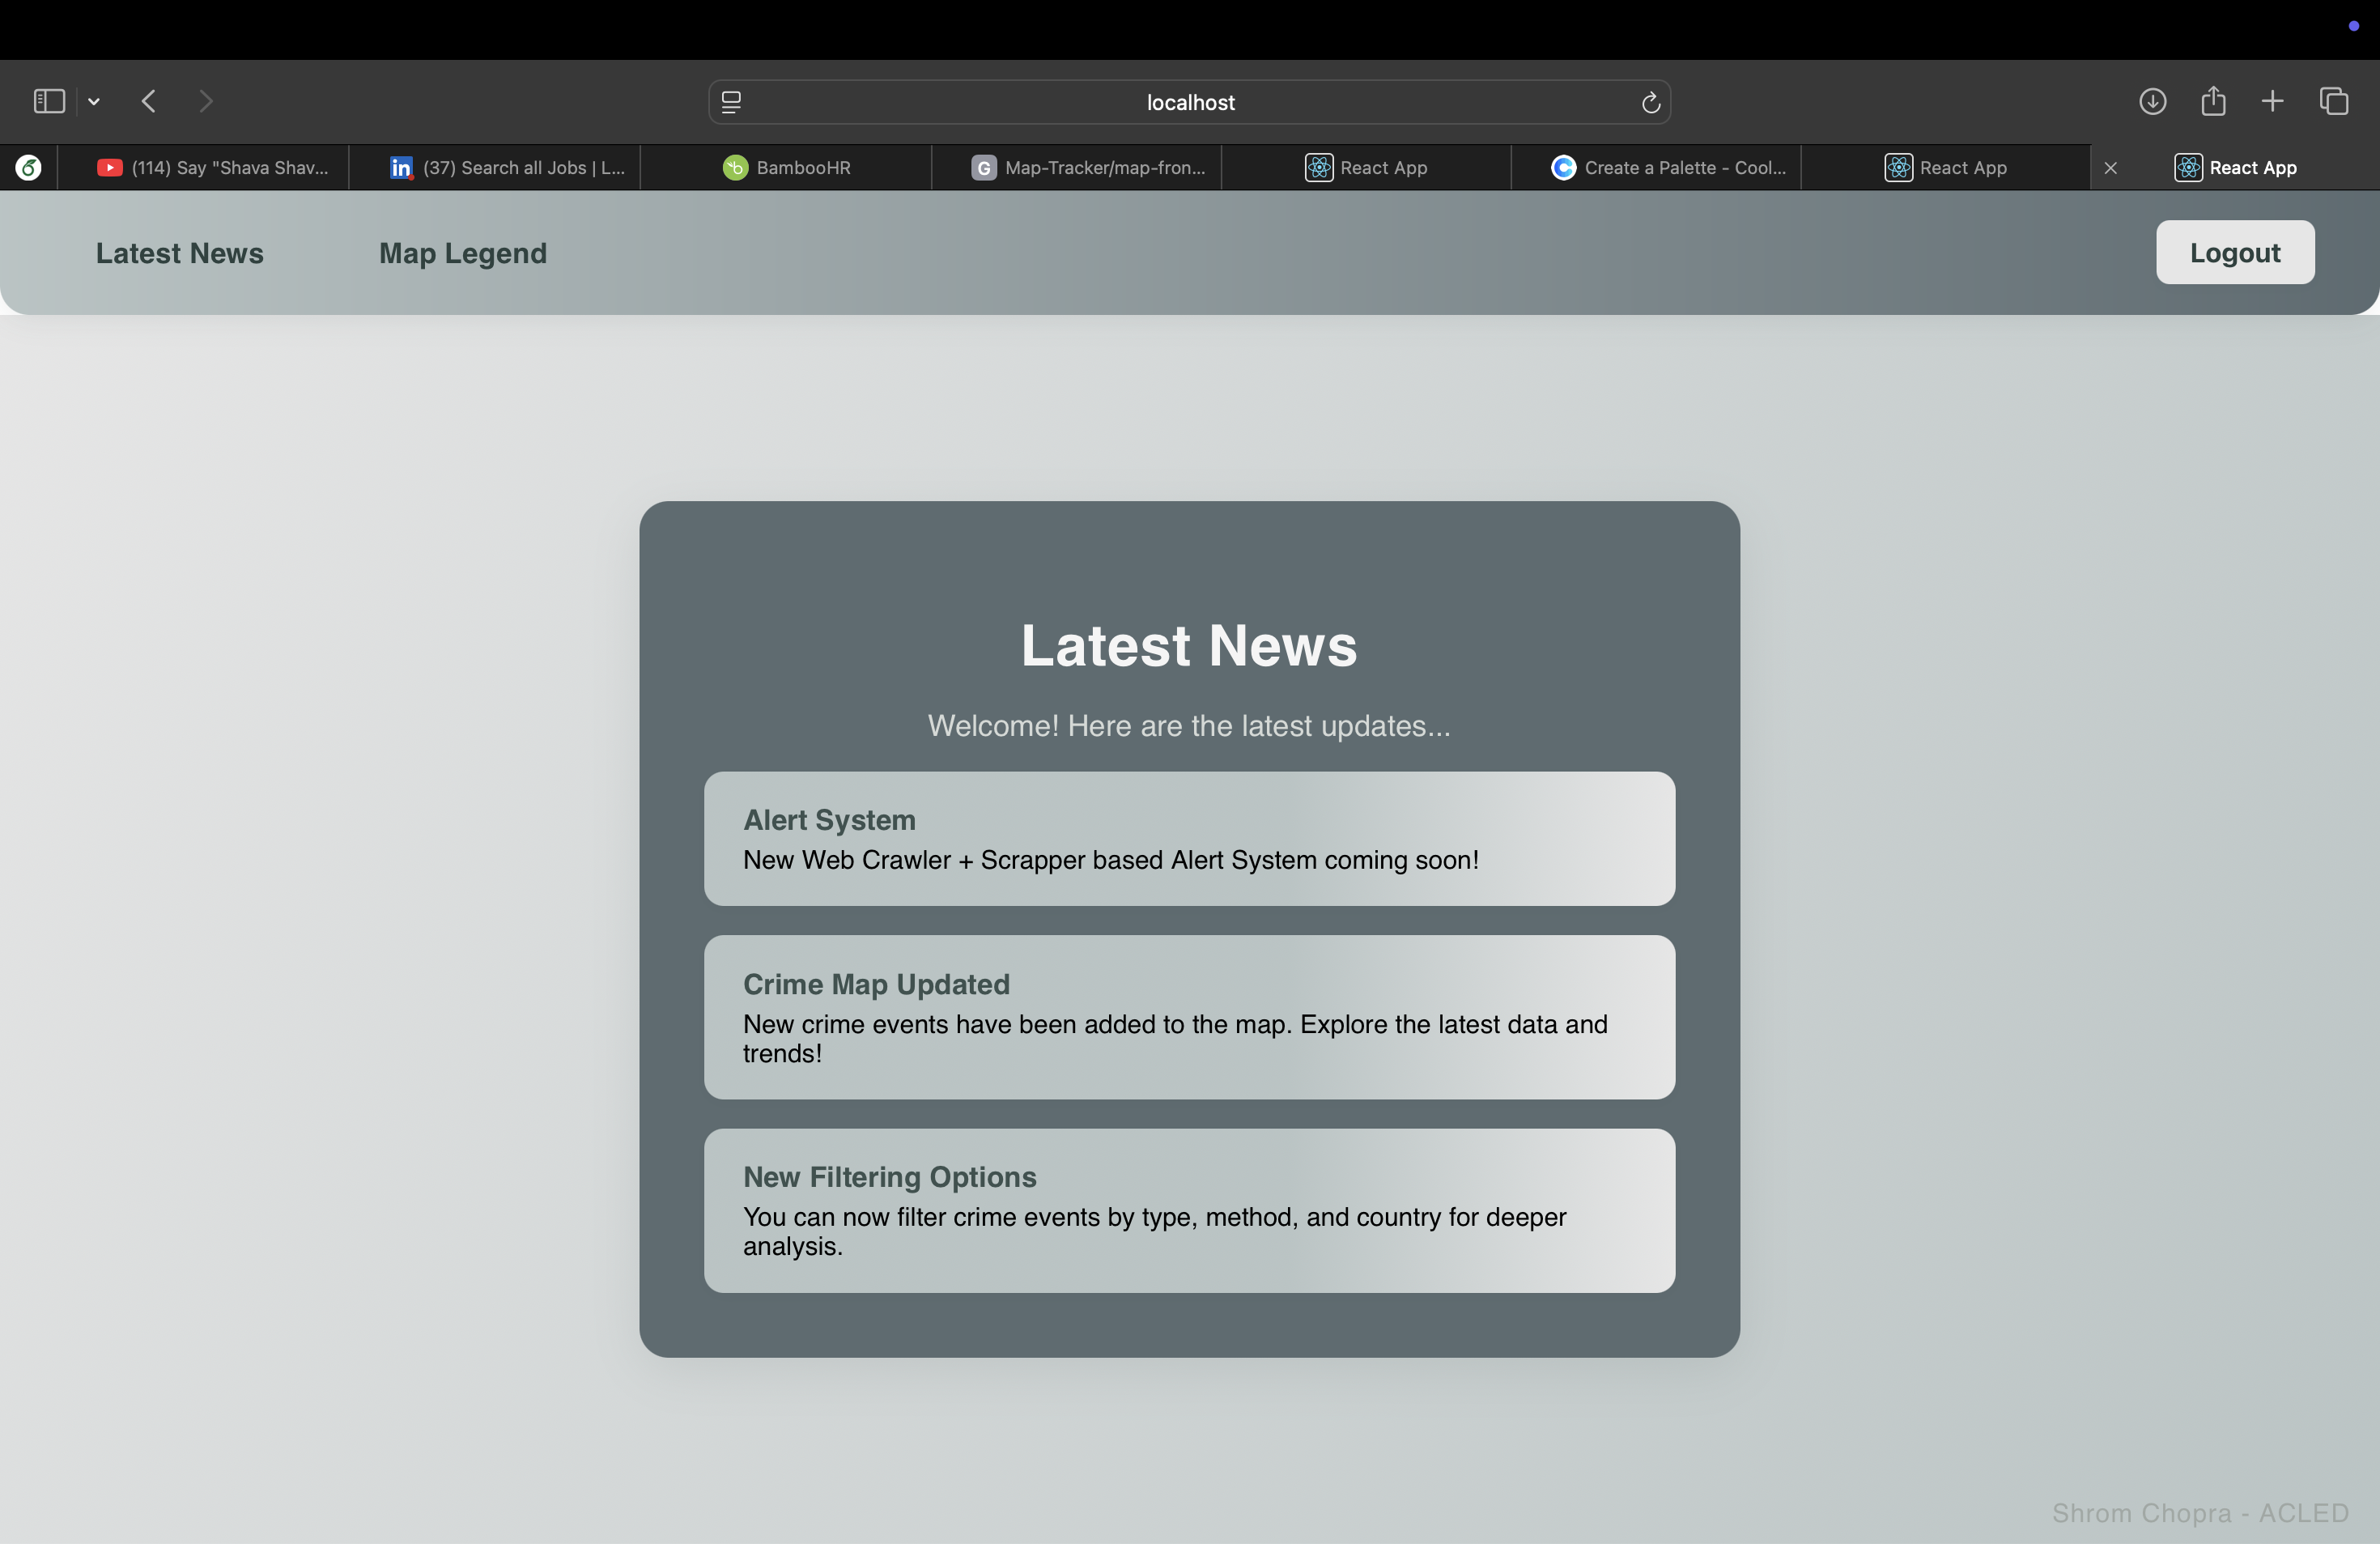 localhost
(114) Say "Shava Shav...
(37) Search all Jobs | L...
BambooHR
G Map-Tracker/map-fron...
React App
Create a Palette - Cool...
React App
React App
Latest News
Map Legend
Logout
Latest News
Welcome! Here are the latest updates...
Alert System
New Web Crawler + Scrapper based Alert System coming soon!
Crime Map Updated
New crime events have been added to the map. Explore the latest data and
trends!
New Filtering Options
You can now filter crime events by type, method, and country for deeper
analysis.
Shrom Chopra - ACLED